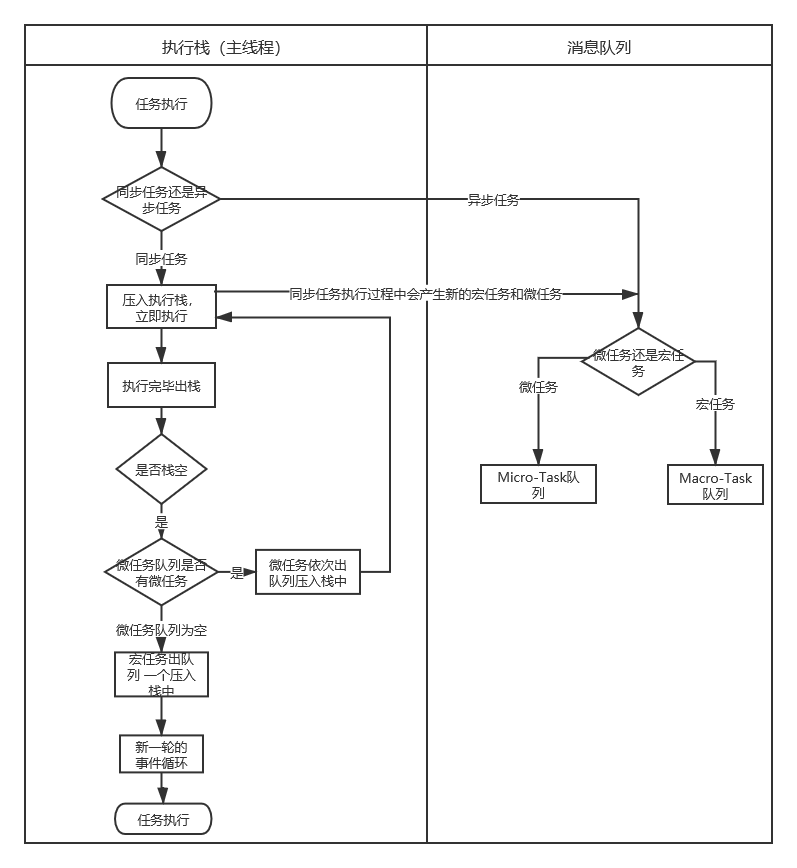 执行栈（主线程）
消息队列
任务执行
同步任务还是异
步任务
异步任务
同步任务
压入执行栈，
立即执行
同步任务执行过程中会产生新的宏任务和微任务
微任务还是宏任
务
微任务
宏任务
执行完毕出栈
是否栈空
Micro-Task队
列
Macro-Task
队列
是
微任务队列是否
有微任务
是
微任务依次出
队列压入栈中
微任务队列为空
宏任务出队
列 一个压入
栈中
新一轮的
事件循环
任务执行